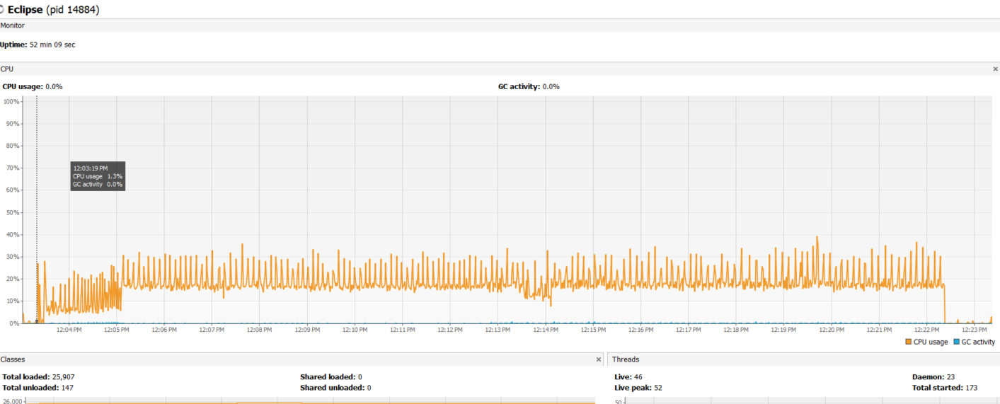 Eclipse (pid 14884)
Monitor
Uptime: 52 min 09 sec
CPU ×
CPU usage: 0.0% GC activity: 0.0%
100%
90%
80%
70%
60%
50%
40%
30%
20%
10%
0%
12:03:19 PM
CPU usage 1.3%
GC activity 0.0%
12:04 PM 12:05 PM 12:06 PM 12:07 PM 12:08 PM 12:09 PM 12:10 PM 12:11 PM 12:12 PM 12:13 PM 12:14 PM 12:15 PM 12:16 PM 12:17 PM 12:18 PM 12:19 PM 12:20 PM 12:21 PM 12:22 PM 12:23 PM
CPU usage GC activity
Classes × Threads
Total loaded: 25,907 Shared loaded: 0 Live: 46 Daemon: 23
Total unloaded: 147 Shared unloaded: 0 Live peak: 52 Total started: 173
26,000 50